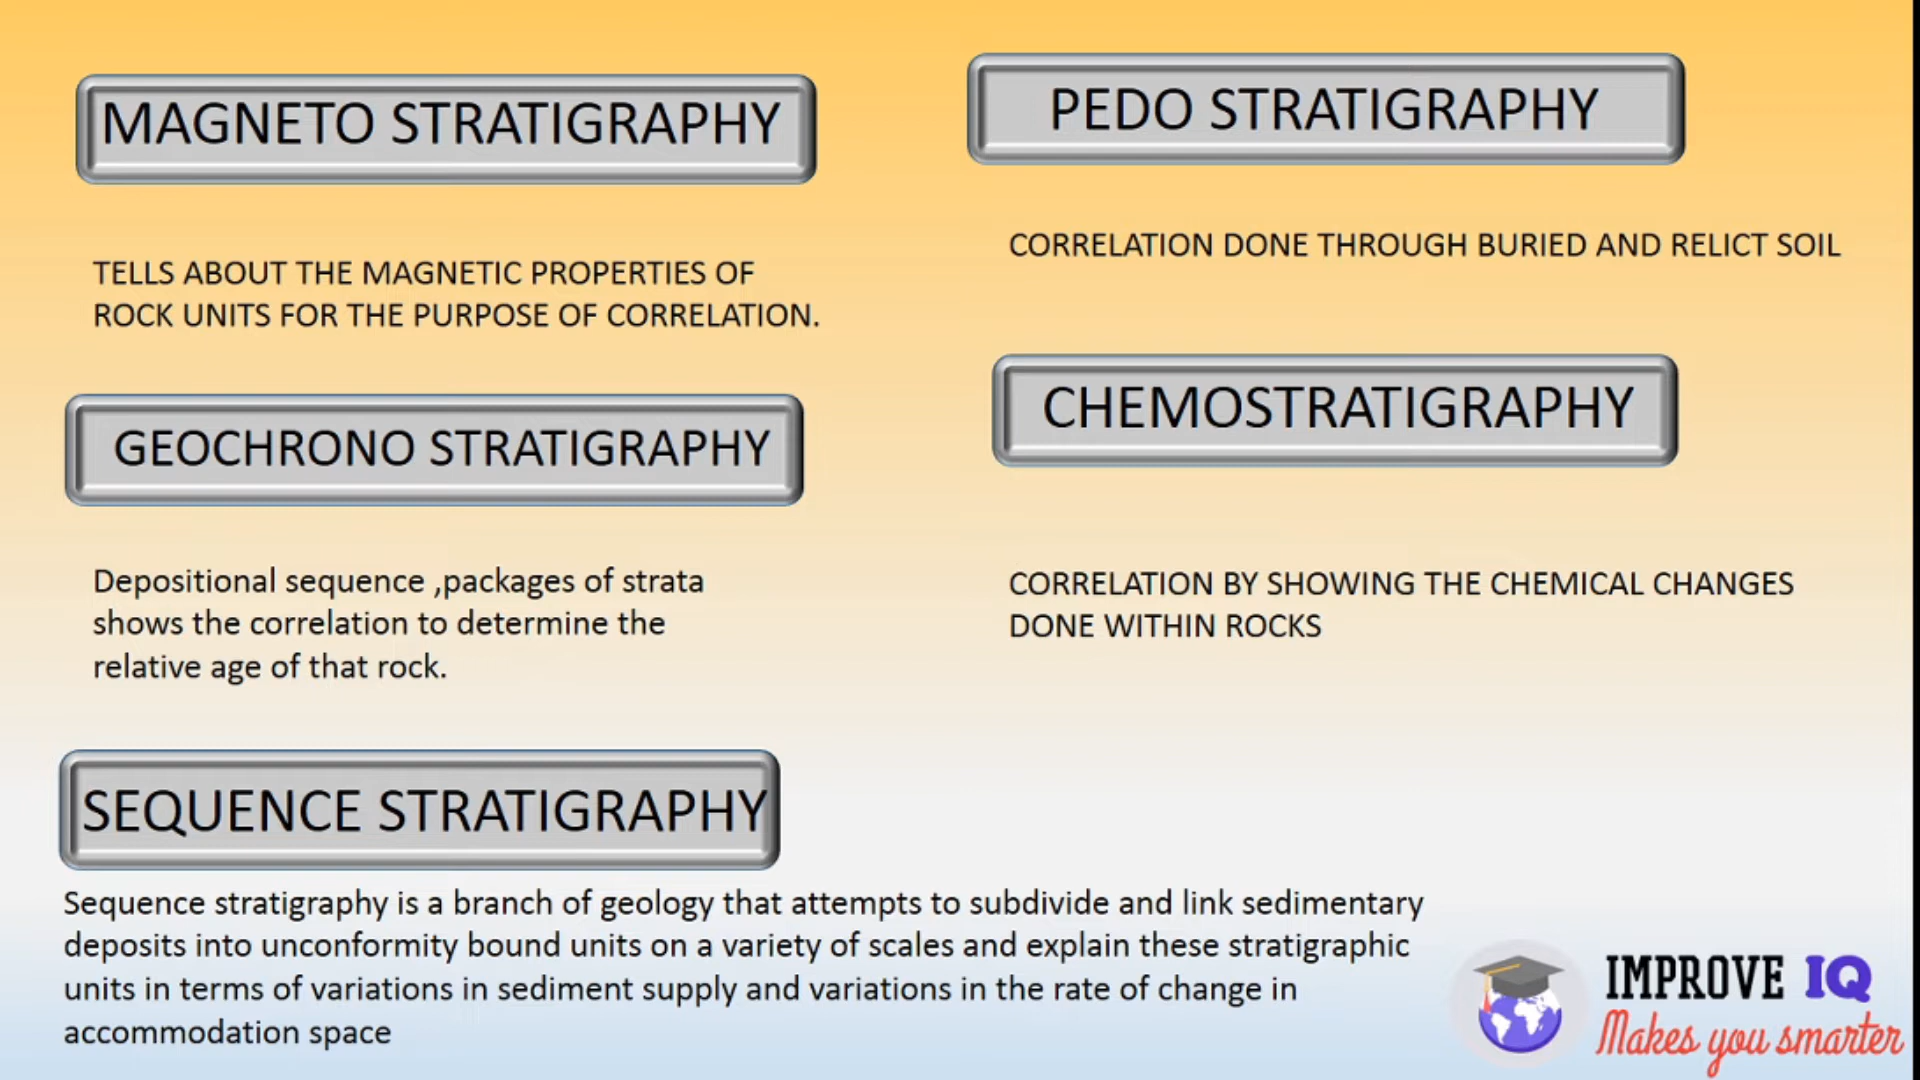 MAGNETO STRATIGRAPHY
TELLS ABOUT THE MAGNETIC PROPERTIES OF
ROCK UNITS FOR THE PURPOSE OF CORRELATION.
GEOCHRONO STRATIGRAPHY
Depositional sequence ,packages of strata
shows the correlation to determine the
relative age of that rock.
SEQUENCE STRATIGRAPHY
Sequence stratigraphy is a branch of geology that attempts to subdivide and link sedimentary
deposits into unconformity bound units on a variety of scales and explain these stratigraphic
units in terms of variations in sediment supply and variations in the rate of change in
accommodation space
PEDO STRATIGRAPHY
CORRELATION DONE THROUGH BURIED AND RELICT SOIL
CHEMOSTRATIGRAPHY
CORRELATION BY SHOWING THE CHEMICAL CHANGES
DONE WITHIN ROCKS
IMPROVE IQ
Makes you smarter